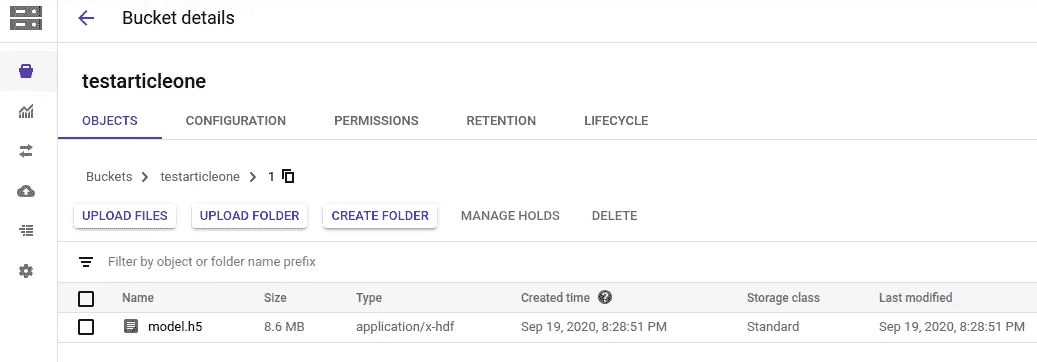 Bucket details
testarticleone
OBJECTS CONFIGURATION PERMISSIONS RETENTION LIFECYCLE
Buckets testarticleone 1
UPLOAD FILES UPLOAD FOLDER CREATE FOLDER MANAGE HOLDS DELETE
Filter by object or folder name prefix
Name Size Type Created time Storage class Last modified
model.h5 8.6 MB application/x-hdf Sep 19, 2020, 8:28:51 PM Standard Sep 19, 2020, 8:28:51 PM